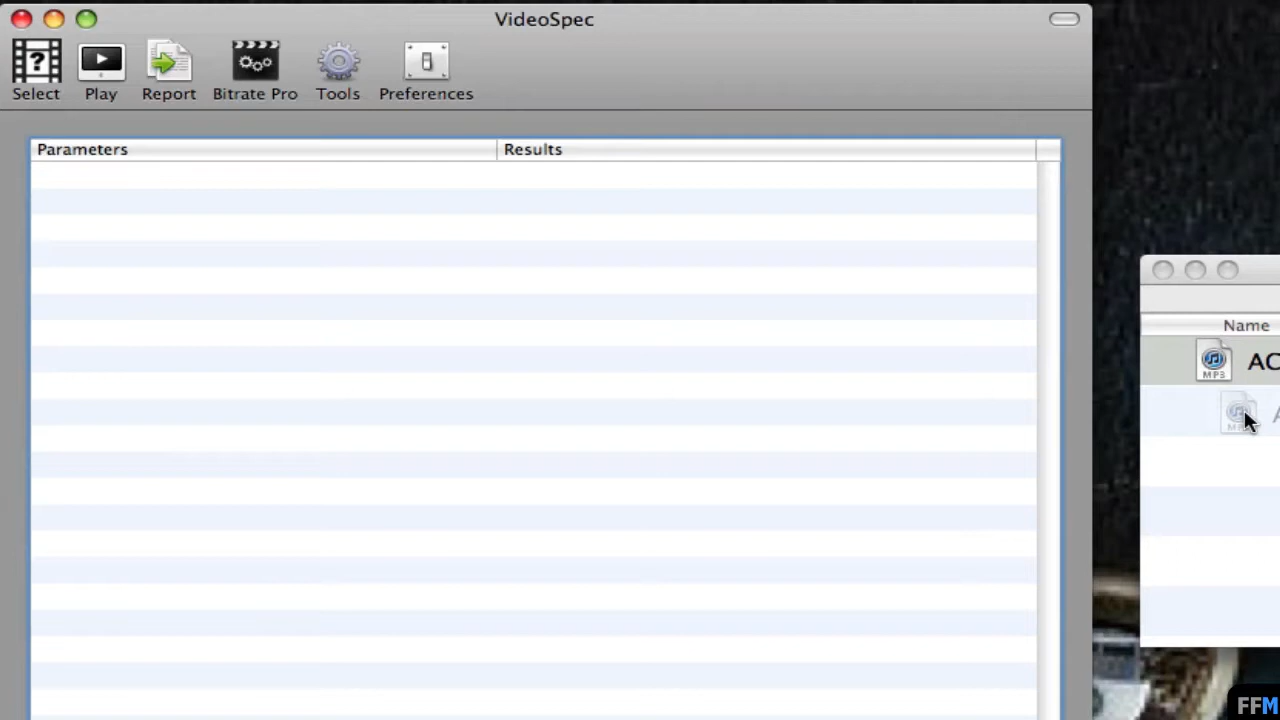 VideoSpec
Select Play Report Bitrate Pro Tools Preferences
Parameters Results
Name
MP3
AC
A
FFM